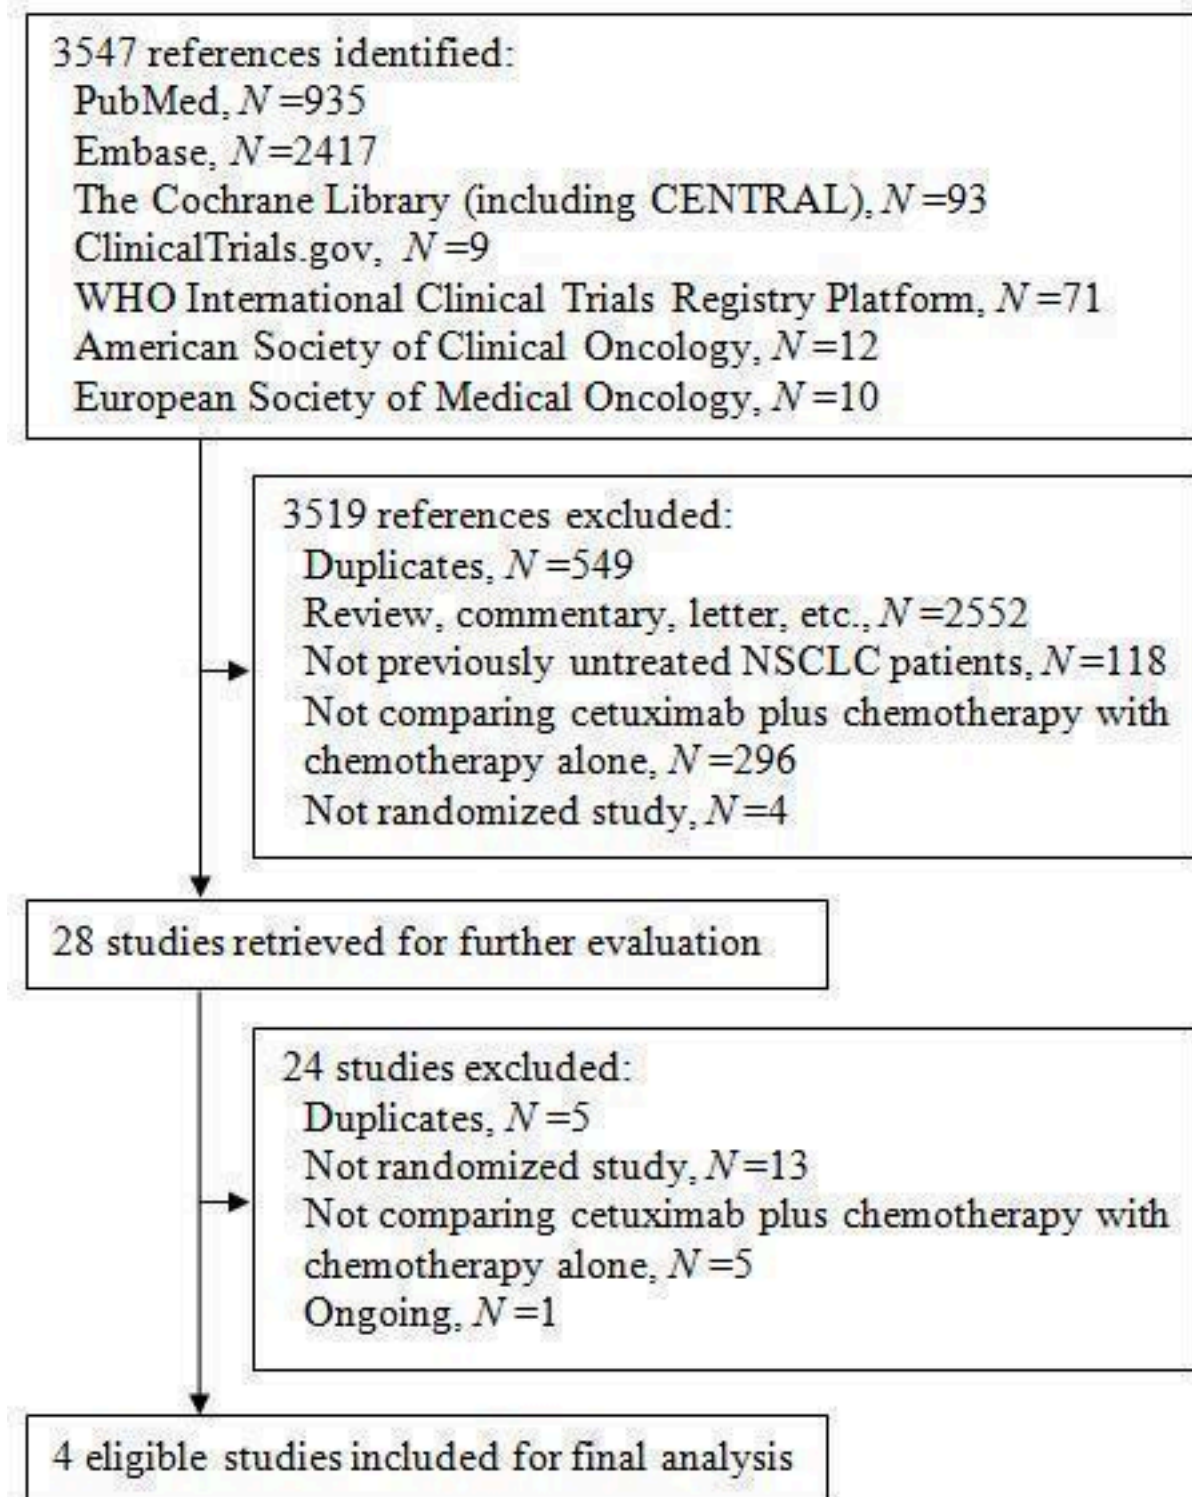 3547 references identified:
PubMed, N=935
Embase, N=2417
The Cochrane Library (including CENTRAL), N=93
ClinicalTrials.gov, N=9
WHO International Clinical Trials Registry Platform, N=71
American Society of Clinical Oncology, N=12
European Society of Medical Oncology, N=10
3519 references excluded:
Duplicates, N=549
Review, commentary, letter, etc., N=2552
Not previously untreated NSCLC patients, N=118
Not comparing cetuximab plus chemotherapy with
chemotherapy alone, N=296
Not randomized study, N=4
28 studies retrieved for further evaluation
24 studies excluded:
Duplicates, N=5
Not randomized study, N=13
Not comparing cetuximab plus chemotherapy with
chemotherapy alone, N=5
Ongoing, N=1
4 eligible studies included for final analysis